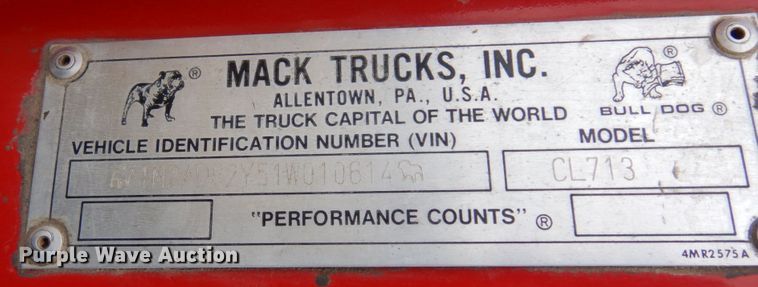 MACK TRUCKS, INC.
ALLENTOWN, PA., U.S.A.
THE TRUCK CAPITAL OF THE WORLD
BULL DOG ®
VEHICLE IDENTIFICATION NUMBER (VIN)
MODEL
CL713
"PERFORMANCE COUNTS" ®
4MR2575A
Purple Wave Auction